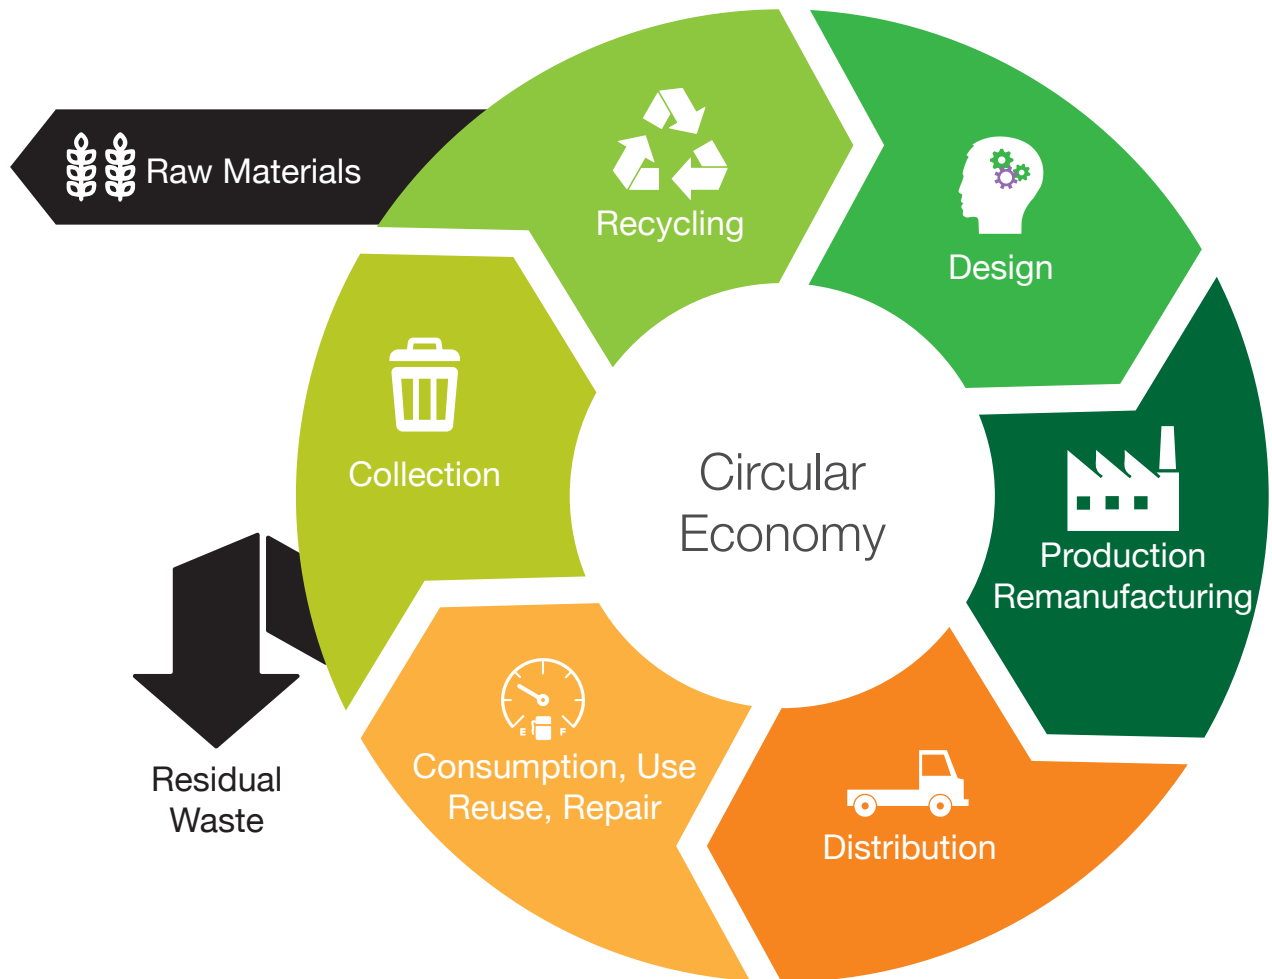 Raw Materials
Recycling
Design
Collection
Circular
Economy
Production
Remanufacturing
E F
Consumption, Use
Reuse, Repair
Distribution
Residual
Waste